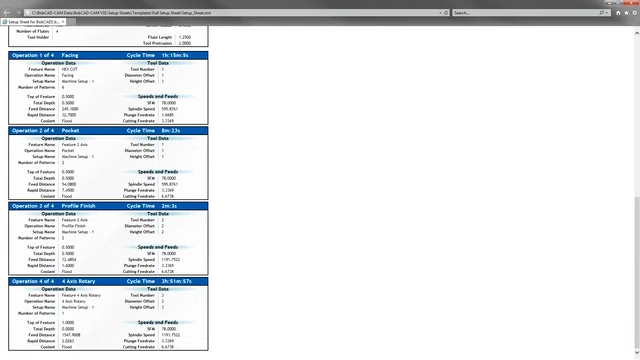 C:\BobCAD-CAM Data\BobCAD-CAM V31\Setup Sheets\Templates\Full Setup Sheet\Setup_Sheet.xml
Search...
Setup Sheet for BobCAD(...
Number of Flutes 4
Tool Holder Flute Length 1.2500
Tool Protrusion 2.0000
Operation 1 of 4 Facing Cycle Time 1h:15m:5s
Operation Data Tool Data
Feature Name HEX CUT Tool Number 1
Operation Name Facing Diameter Offset 1
Setup Name Machine Setup - 1 Height Offset 1
Number of Patterns 6
Top of Feature 0.5000 Speeds and Feeds
Total Depth 0.5000 SFM 78.0000
Feed Distance 249.1000 Spindle Speed 595.8761
Rapid Distance 32.7000 Plunge Feedrate 1.6685
Coolant Flood Cutting Feedrate 3.3369
Operation 2 of 4 Pocket Cycle Time 8m:23s
Operation Data Tool Data
Feature Name Feature 2 Axis Tool Number 1
Operation Name Pocket Diameter Offset 1
Setup Name Machine Setup - 1 Height Offset 1
Number of Patterns 2
Top of Feature 0.5000 Speeds and Feeds
Total Depth 0.5000 SFM 78.0000
Feed Distance 54.0800 Spindle Speed 595.8761
Rapid Distance 7.4500 Plunge Feedrate 3.3369
Coolant Flood Cutting Feedrate 6.6738
Operation 3 of 4 Profile Finish Cycle Time 2m:3s
Operation Data Tool Data
Feature Name Feature 2 Axis Tool Number 2
Operation Name Profile Finish Diameter Offset 2
Setup Name Machine Setup - 1 Height Offset 2
Number of Patterns 2
Top of Feature 0.5000 Speeds and Feeds
Total Depth 0.5000 SFM 78.0000
Feed Distance 12.4854 Spindle Speed 1191.7522
Rapid Distance 1.6000 Plunge Feedrate 3.3369
Coolant Flood Cutting Feedrate 6.6738
Operation 4 of 4 4 Axis Rotary Cycle Time 3h:51m:57s
Operation Data Tool Data
Feature Name Feature 4 Axis Rotary Tool Number 3
Operation Name 4 Axis Rotary Diameter Offset 3
Setup Name Machine Setup - 1 Height Offset 3
Number of Patterns 1
Top of Feature 1.0000 Speeds and Feeds
Total Depth 0.0000 SFM 78.0000
Feed Distance 1547.9008 Spindle Speed 1191.7522
Rapid Distance 2.0263 Plunge Feedrate 3.3369
Coolant Flood Cutting Feedrate 6.6738